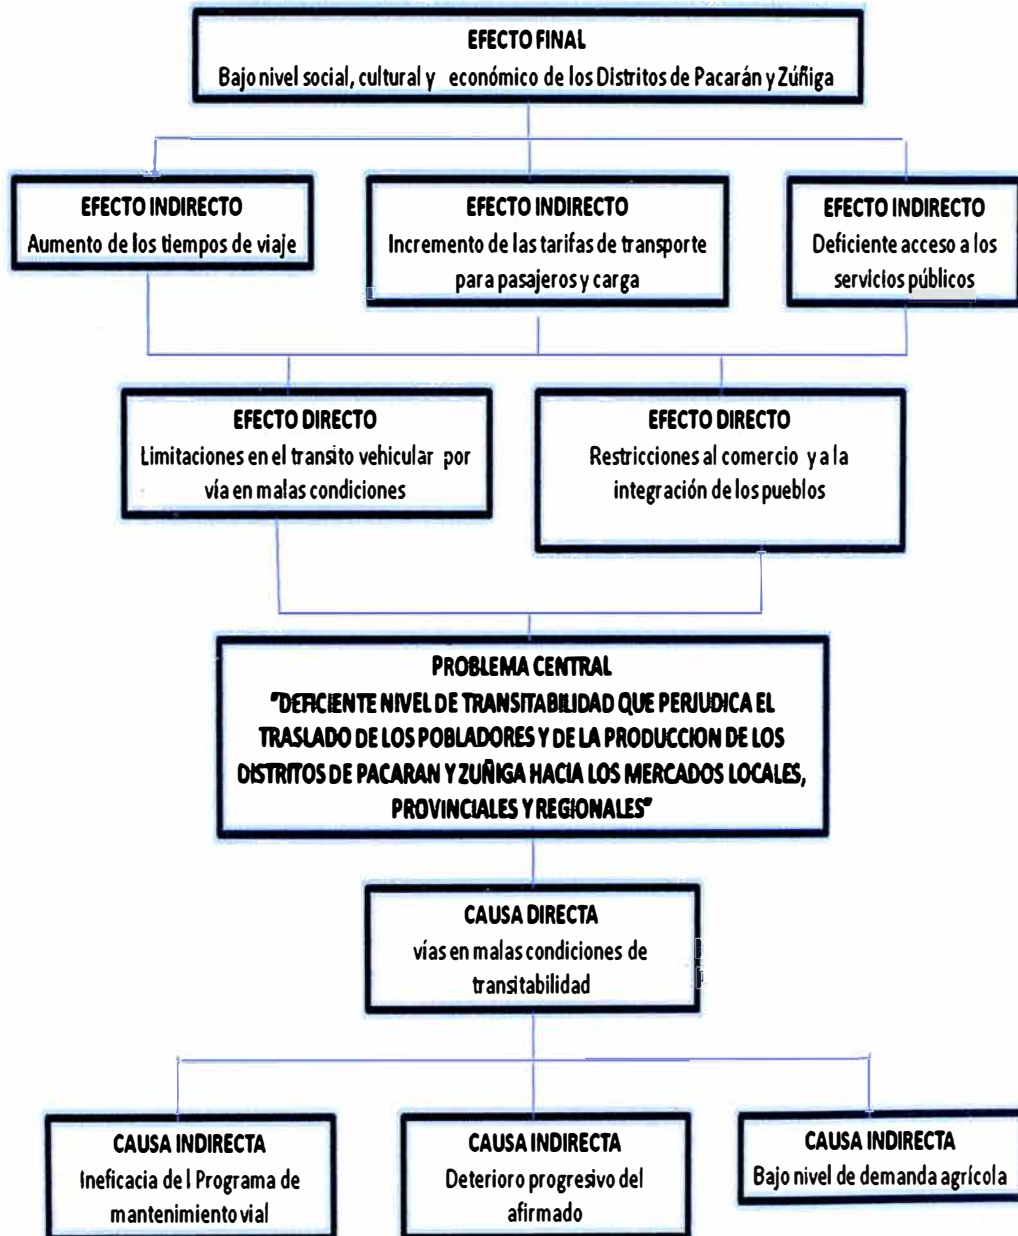 EFECTO FINAL
Bajo nivel social, cultural y económico de los Distritos de Pacarán y Zúñiga
EFECTO INDIRECTO
Aumento de los tiempos de viaje
EFECTO INDIRECTO
Incremento de las tarifas de transporte
para pasajeros y carga
EFECTO INDIRECTO
Deficiente acceso a los
servicios públicos
EFECTO DIRECTO
Limitaciones en el transito vehicular por
vía en malas condiciones
EFECTO DIRECTO
Restricciones al comercio y a la
integración de los pueblos
PROBLEMA CENTRAL
"DEFICIENTE NIVEL DE TRANSITABILIDAD QUE PERJUDICA EL
TRASLADO DE LOS POBLADORES Y DE LA PRODUCCION DE LOS
DISTRITOS DE PACARAN Y ZUÑIGA HACIA LOS MERCADOS LOCALES,
PROVINCIALES Y REGIONALES"
CAUSA DIRECTA
vías en malas condiciones de
transitabilidad
CAUSA INDIRECTA
Ineficacia del Programa de
mantenimiento vial
CAUSA INDIRECTA
Deterioro progresivo del
afirmado
CAUSA INDIRECTA
Bajo nivel de demanda agrícola